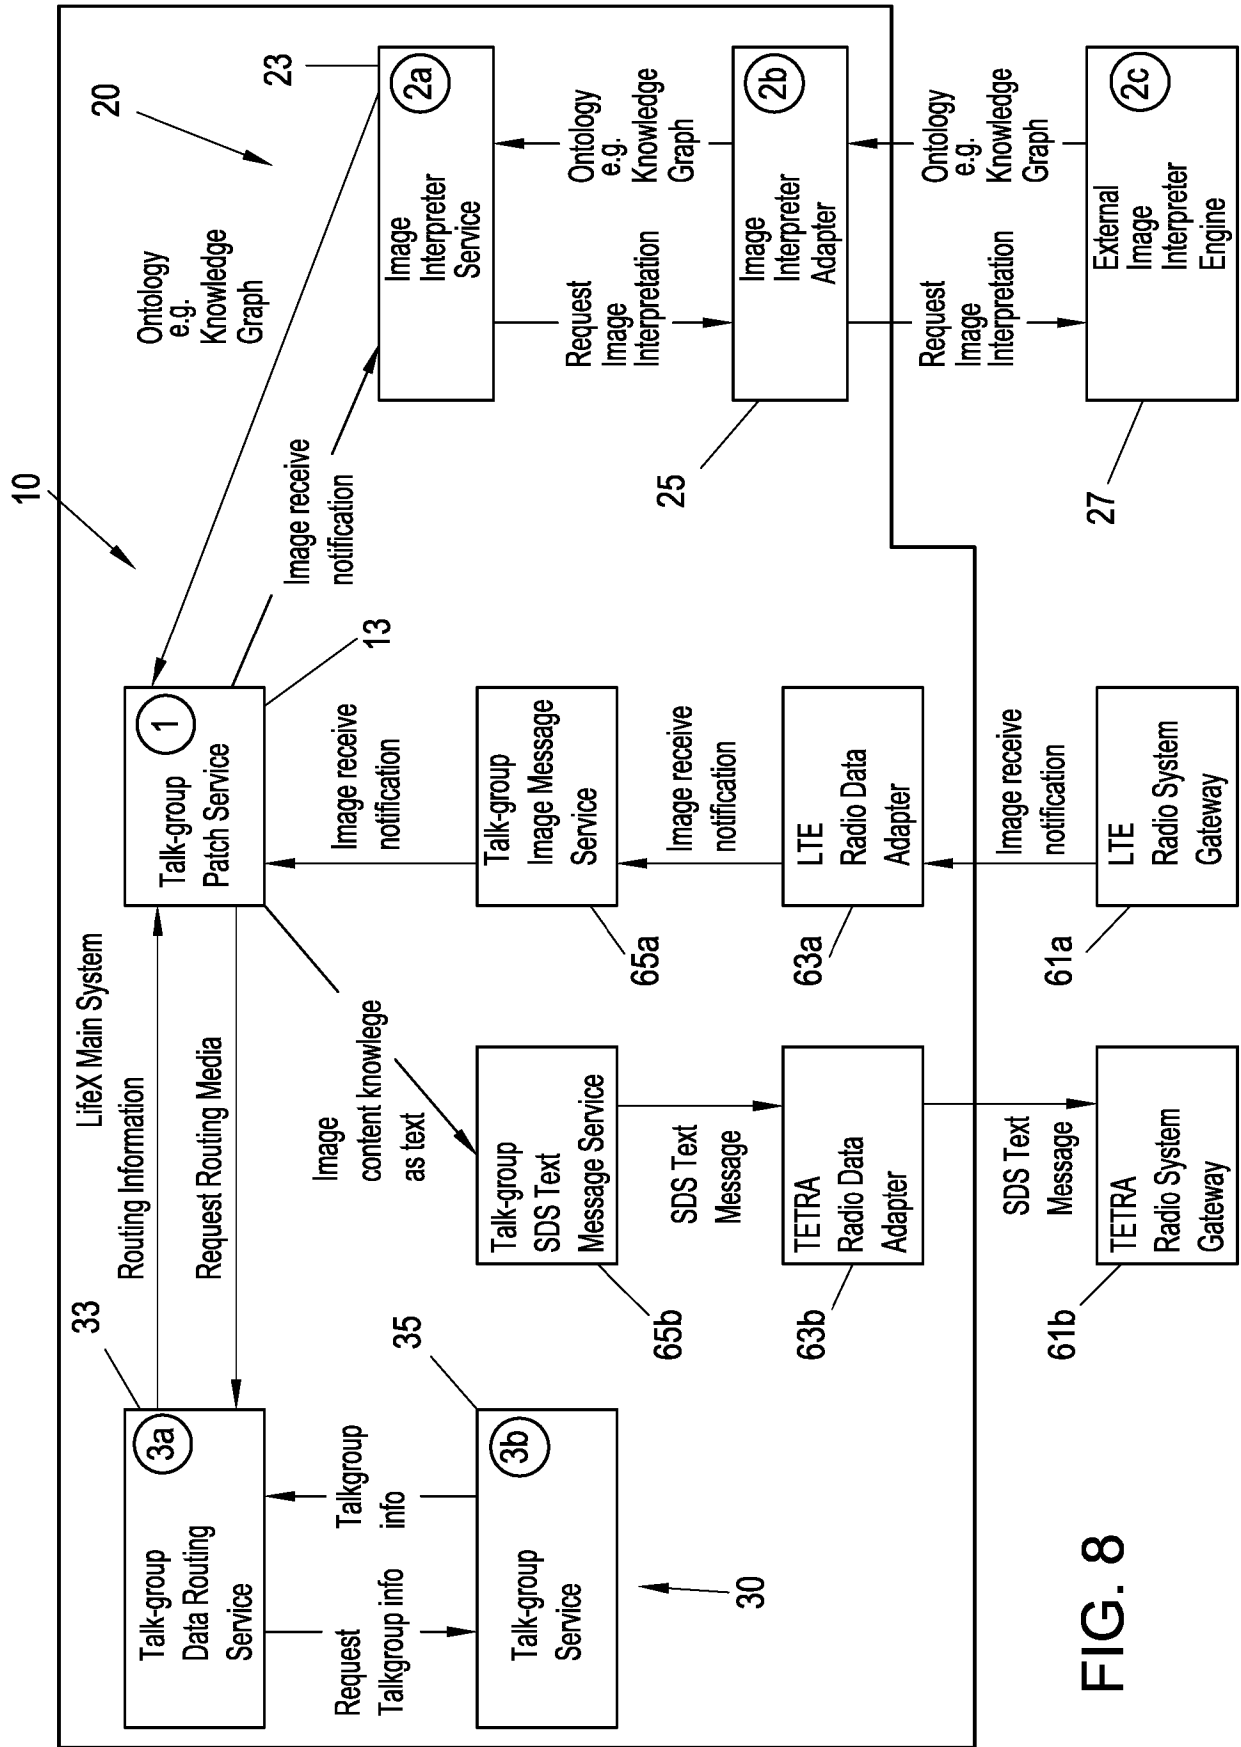 10
20
LifeX Main System
33
Routing Information
Request Routing Media
3a
Talk-group
Data Routing
Service
1
Talk-group
Patch Service
13
Ontology
e.g.
Knowledge
Graph
Image receive
notification
23
2a
Image
Interpreter
Service
Request
Talkgroup info
Talkgroup
info
Image
content knowlege
as text
Image receive
notification
Request
Image
Interpretation
Ontology
e.g.
Knowledge
Graph
35
3b
Talk-group
Service
30
Talk-group
SDS Text
Message Service
65b
Talk-group
Image Message
Service
65a
SDS Text
Message
Image receive
notification
25
2b
Image
Interpreter
Adapter
TETRA
Radio Data
Adapter
63b
LTE
Radio Data
Adapter
63a
SDS Text
Message
Image receive
notification
Request
Image
Interpretation
Ontology
e.g.
Knowledge
Graph
TETRA
Radio System
Gateway
61b
LTE
Radio System
Gateway
61a
27
2c
External
Image
Interpreter
Engine
FIG. 8